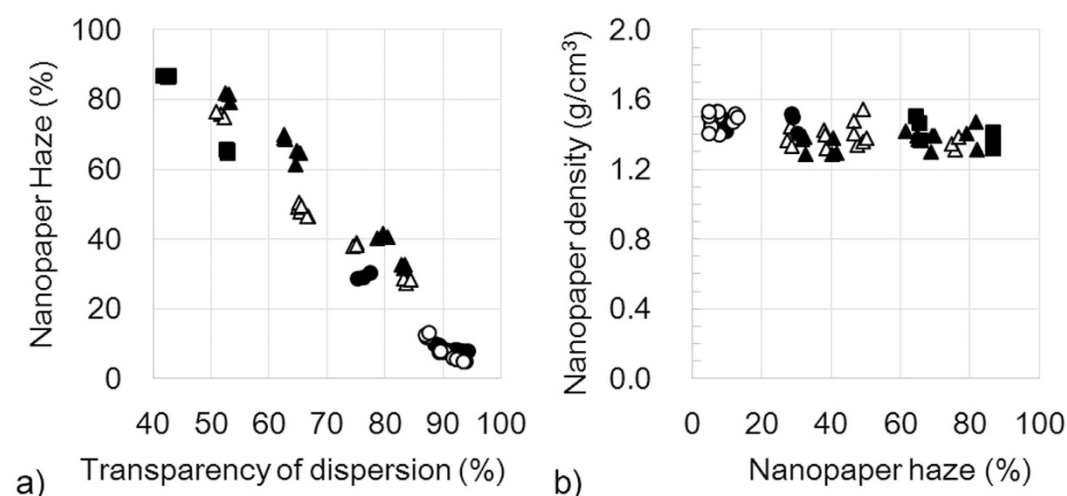 Nanopaper Haze (%)
100
80
60
40
20
0
40 50 60 70 80 90 100
Transparency of dispersion (%)
a)
Nanopaper density (g/cm³)
2.0
1.6
1.2
0.8
0.4
0.0
0 20 40 60 80 100
Nanopaper haze (%)
b)